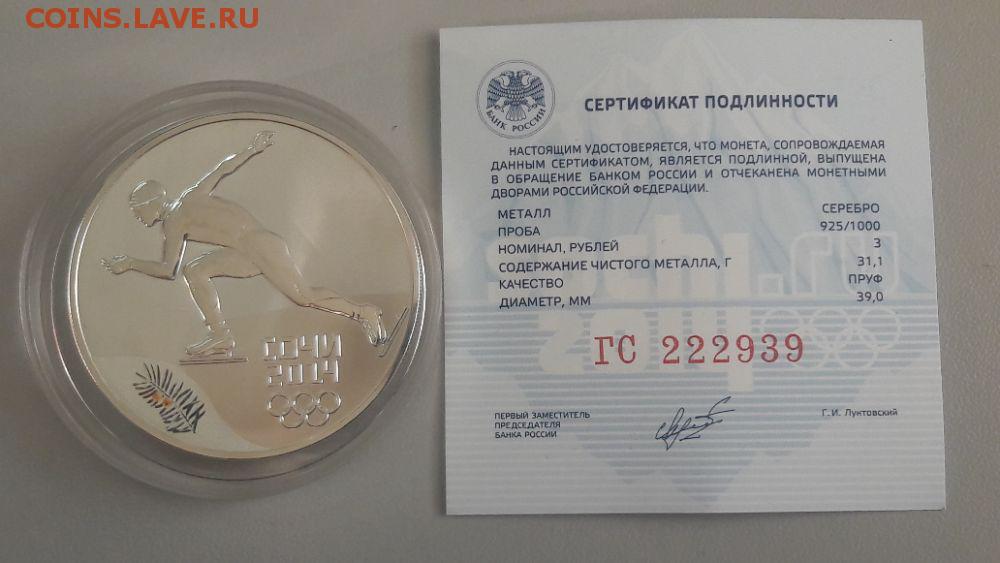 COINS.LAVE.RU
СОЧИ
2014
БАНК РОССИИ
СЕРТИФИКАТ ПОДЛИННОСТИ
НАСТОЯЩИМ УДОСТОВЕРЯЕТСЯ, ЧТО МОНЕТА, СОПРОВОЖДАЕМАЯ
ДАННЫМ СЕРТИФИКАТОМ, ЯВЛЯЕТСЯ ПОДЛИННОЙ, ВЫПУЩЕНА
В ОБРАЩЕНИЕ БАНКОМ РОССИИ И ОТЧЕКАНЕНА МОНЕТНЫМИ
ДВОРАМИ РОССИЙСКОЙ ФЕДЕРАЦИИ.
МЕТАЛЛ СЕРЕБРО
ПРОБА 925/1000
НОМИНАЛ, РУБЛЕЙ 3
СОДЕРЖАНИЕ ЧИСТОГО МЕТАЛЛА, Г 31,1
КАЧЕСТВО ПРУФ
ДИАМЕТР, ММ 39,0
ГС 222939
ПЕРВЫЙ ЗАМЕСТИТЕЛЬ
ПРЕДСЕДАТЕЛЯ
БАНКА РОССИИ
Г.И. Лунтовский